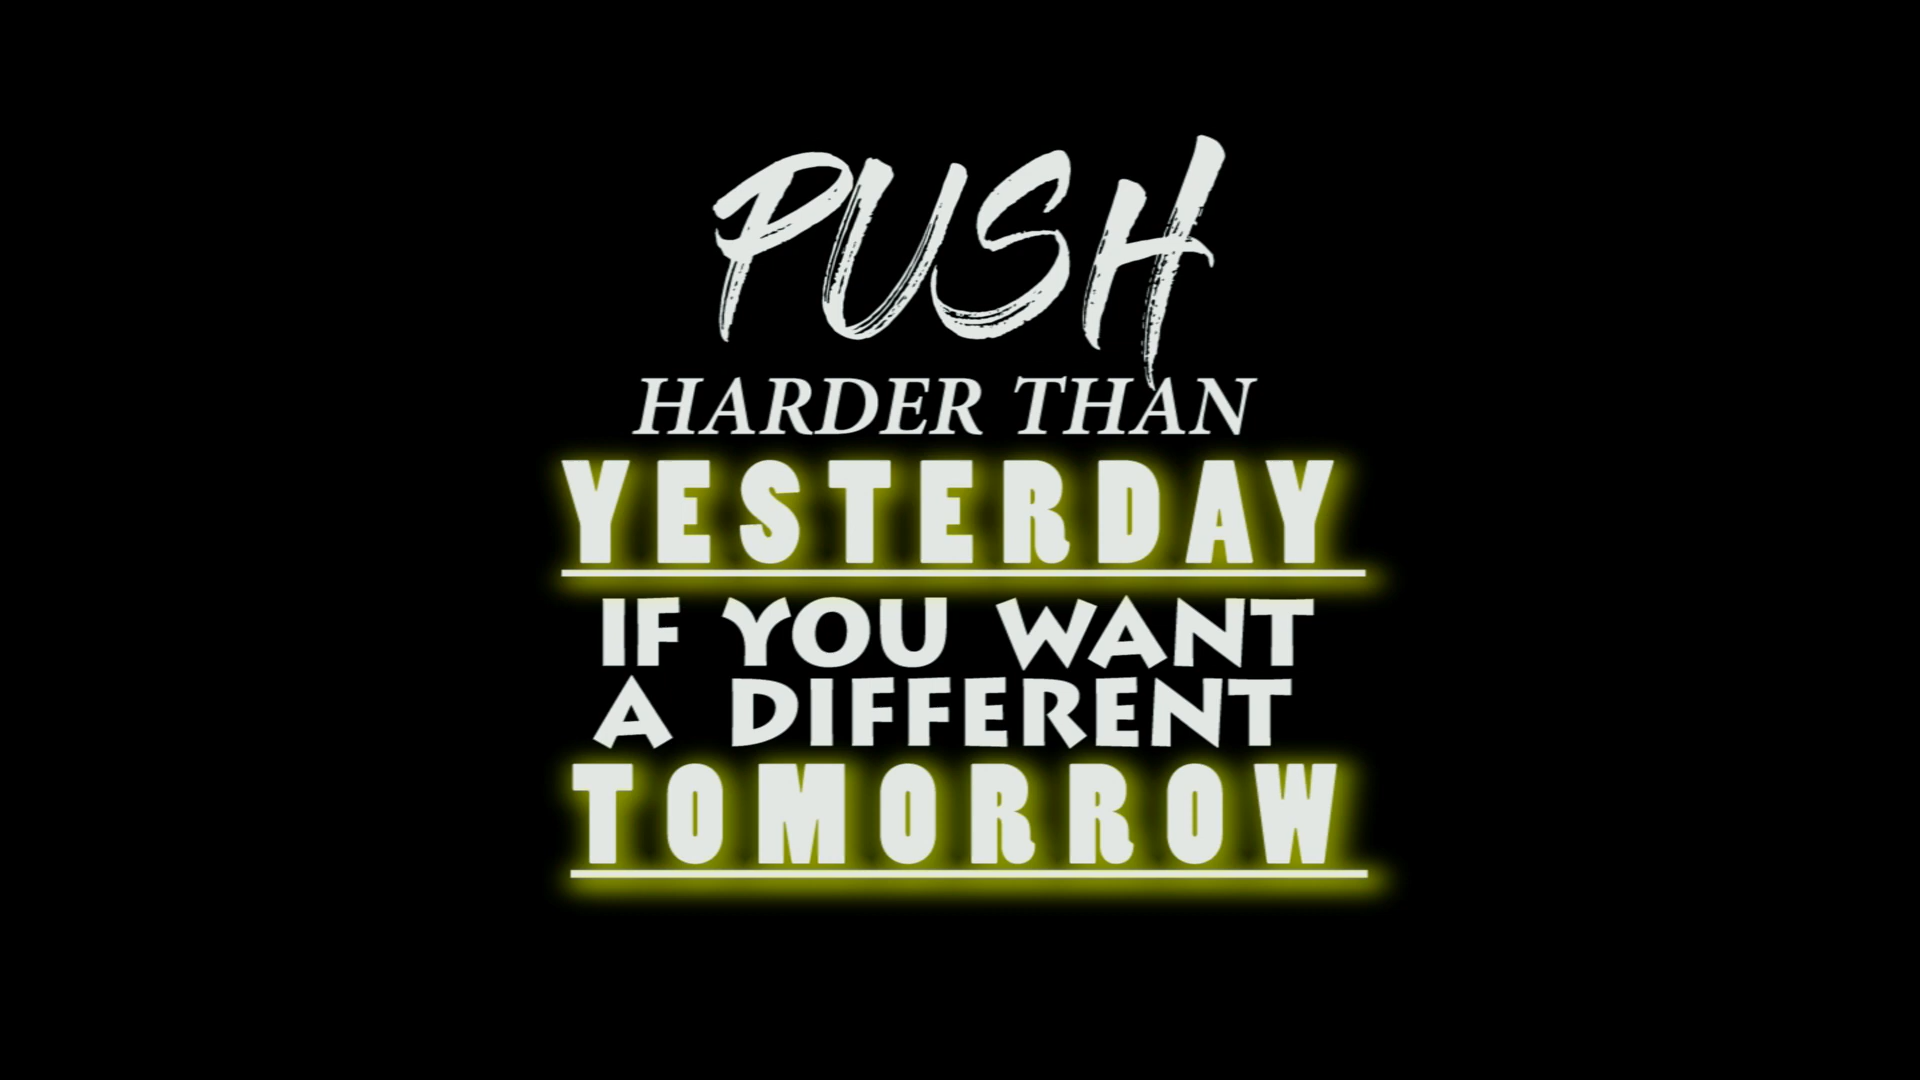 PUSH
HARDER THAN
YESTERDAY
IF YOU WANT
A DIFFERENT
TOMORROW